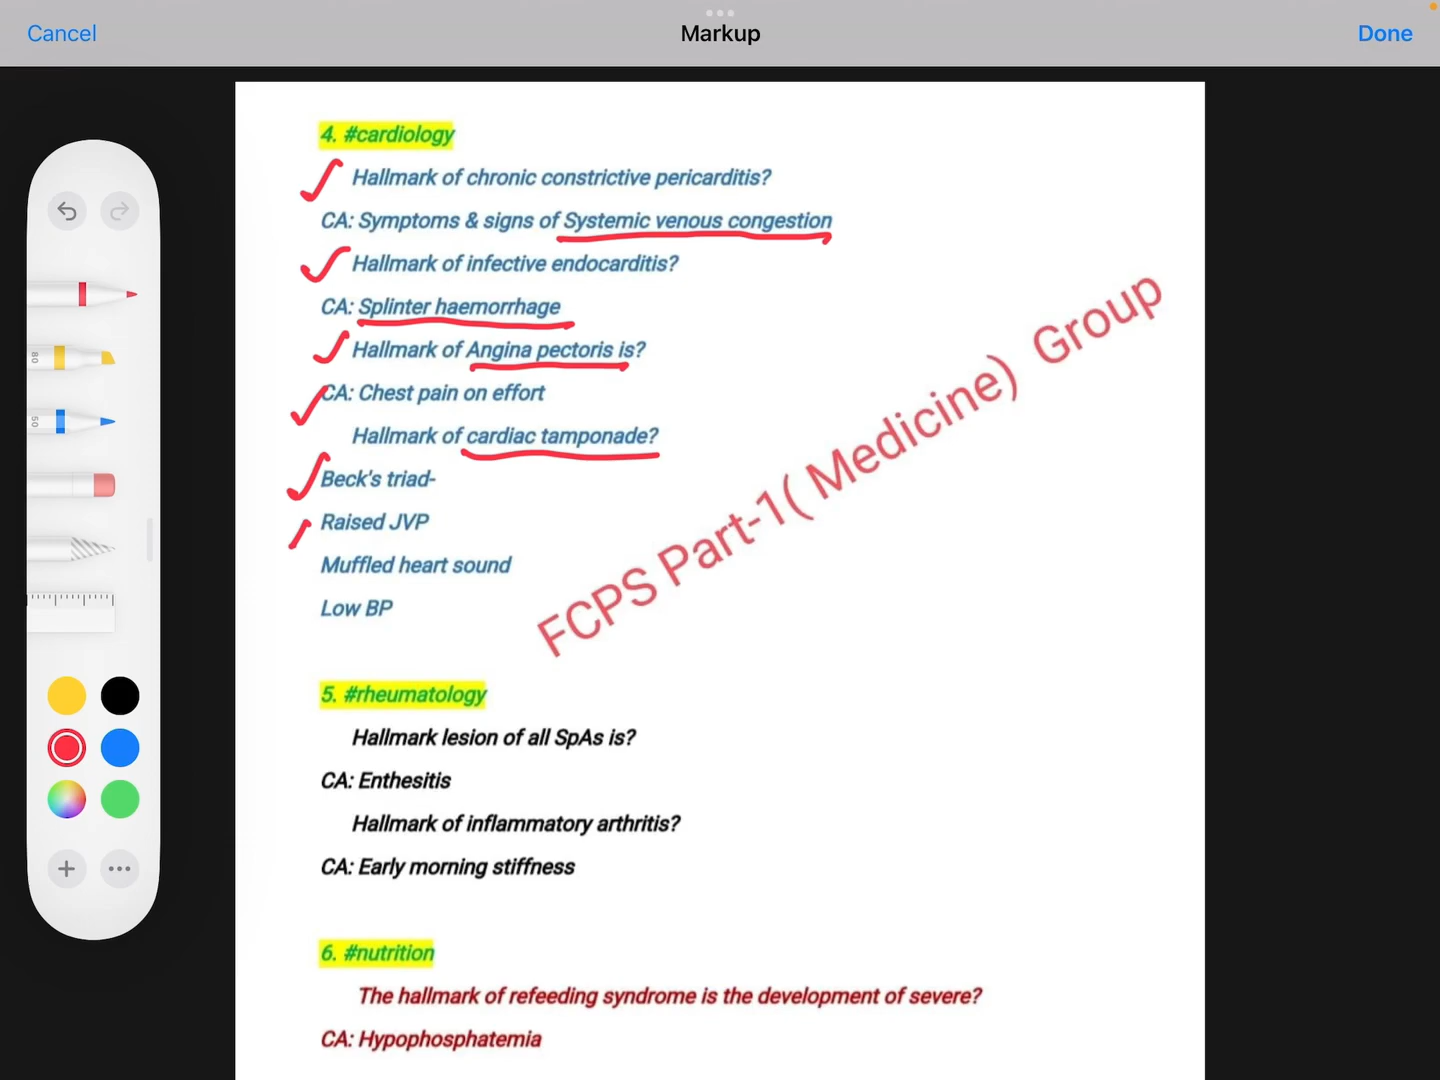 Cancel
Markup
Done
4. #cardiology
Hallmark of chronic constrictive pericarditis?
CA: Symptoms & signs of Systemic venous congestion
Hallmark of infective endocarditis?
CA: Splinter haemorrhage
Hallmark of Angina pectoris is?
CA: Chest pain on effort
Hallmark of cardiac tamponade?
Beck's triad-
Raised JVP
Muffled heart sound
Low BP
FCPS Part-1( Medicine) Group
5. #rheumatology
Hallmark lesion of all SpAs is?
CA: Enthesitis
Hallmark of inflammatory arthritis?
CA: Early morning stiffness
6. #nutrition
The hallmark of refeeding syndrome is the development of severe?
CA: Hypophosphatemia
80
50